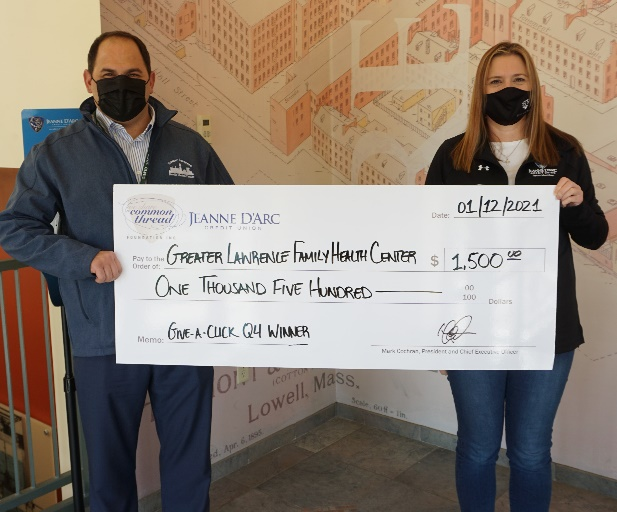 JEANNE D'ARC
common
thread
FOUNDATION INC
JEANNE D'ARC
CREDIT UNION
Date: 01/12/2021
Pay to the
Order of: GREATER LAWRENCE FAMILY HEALTH CENTER $ 1,500 00
ONE THOUSAND FIVE HUNDRED 00
100 Dollars
Memo: GIVE-A-CLICK Q4 WINNER
Mark Cochran, President and Chief Executive Officer
Lowell, Mass.